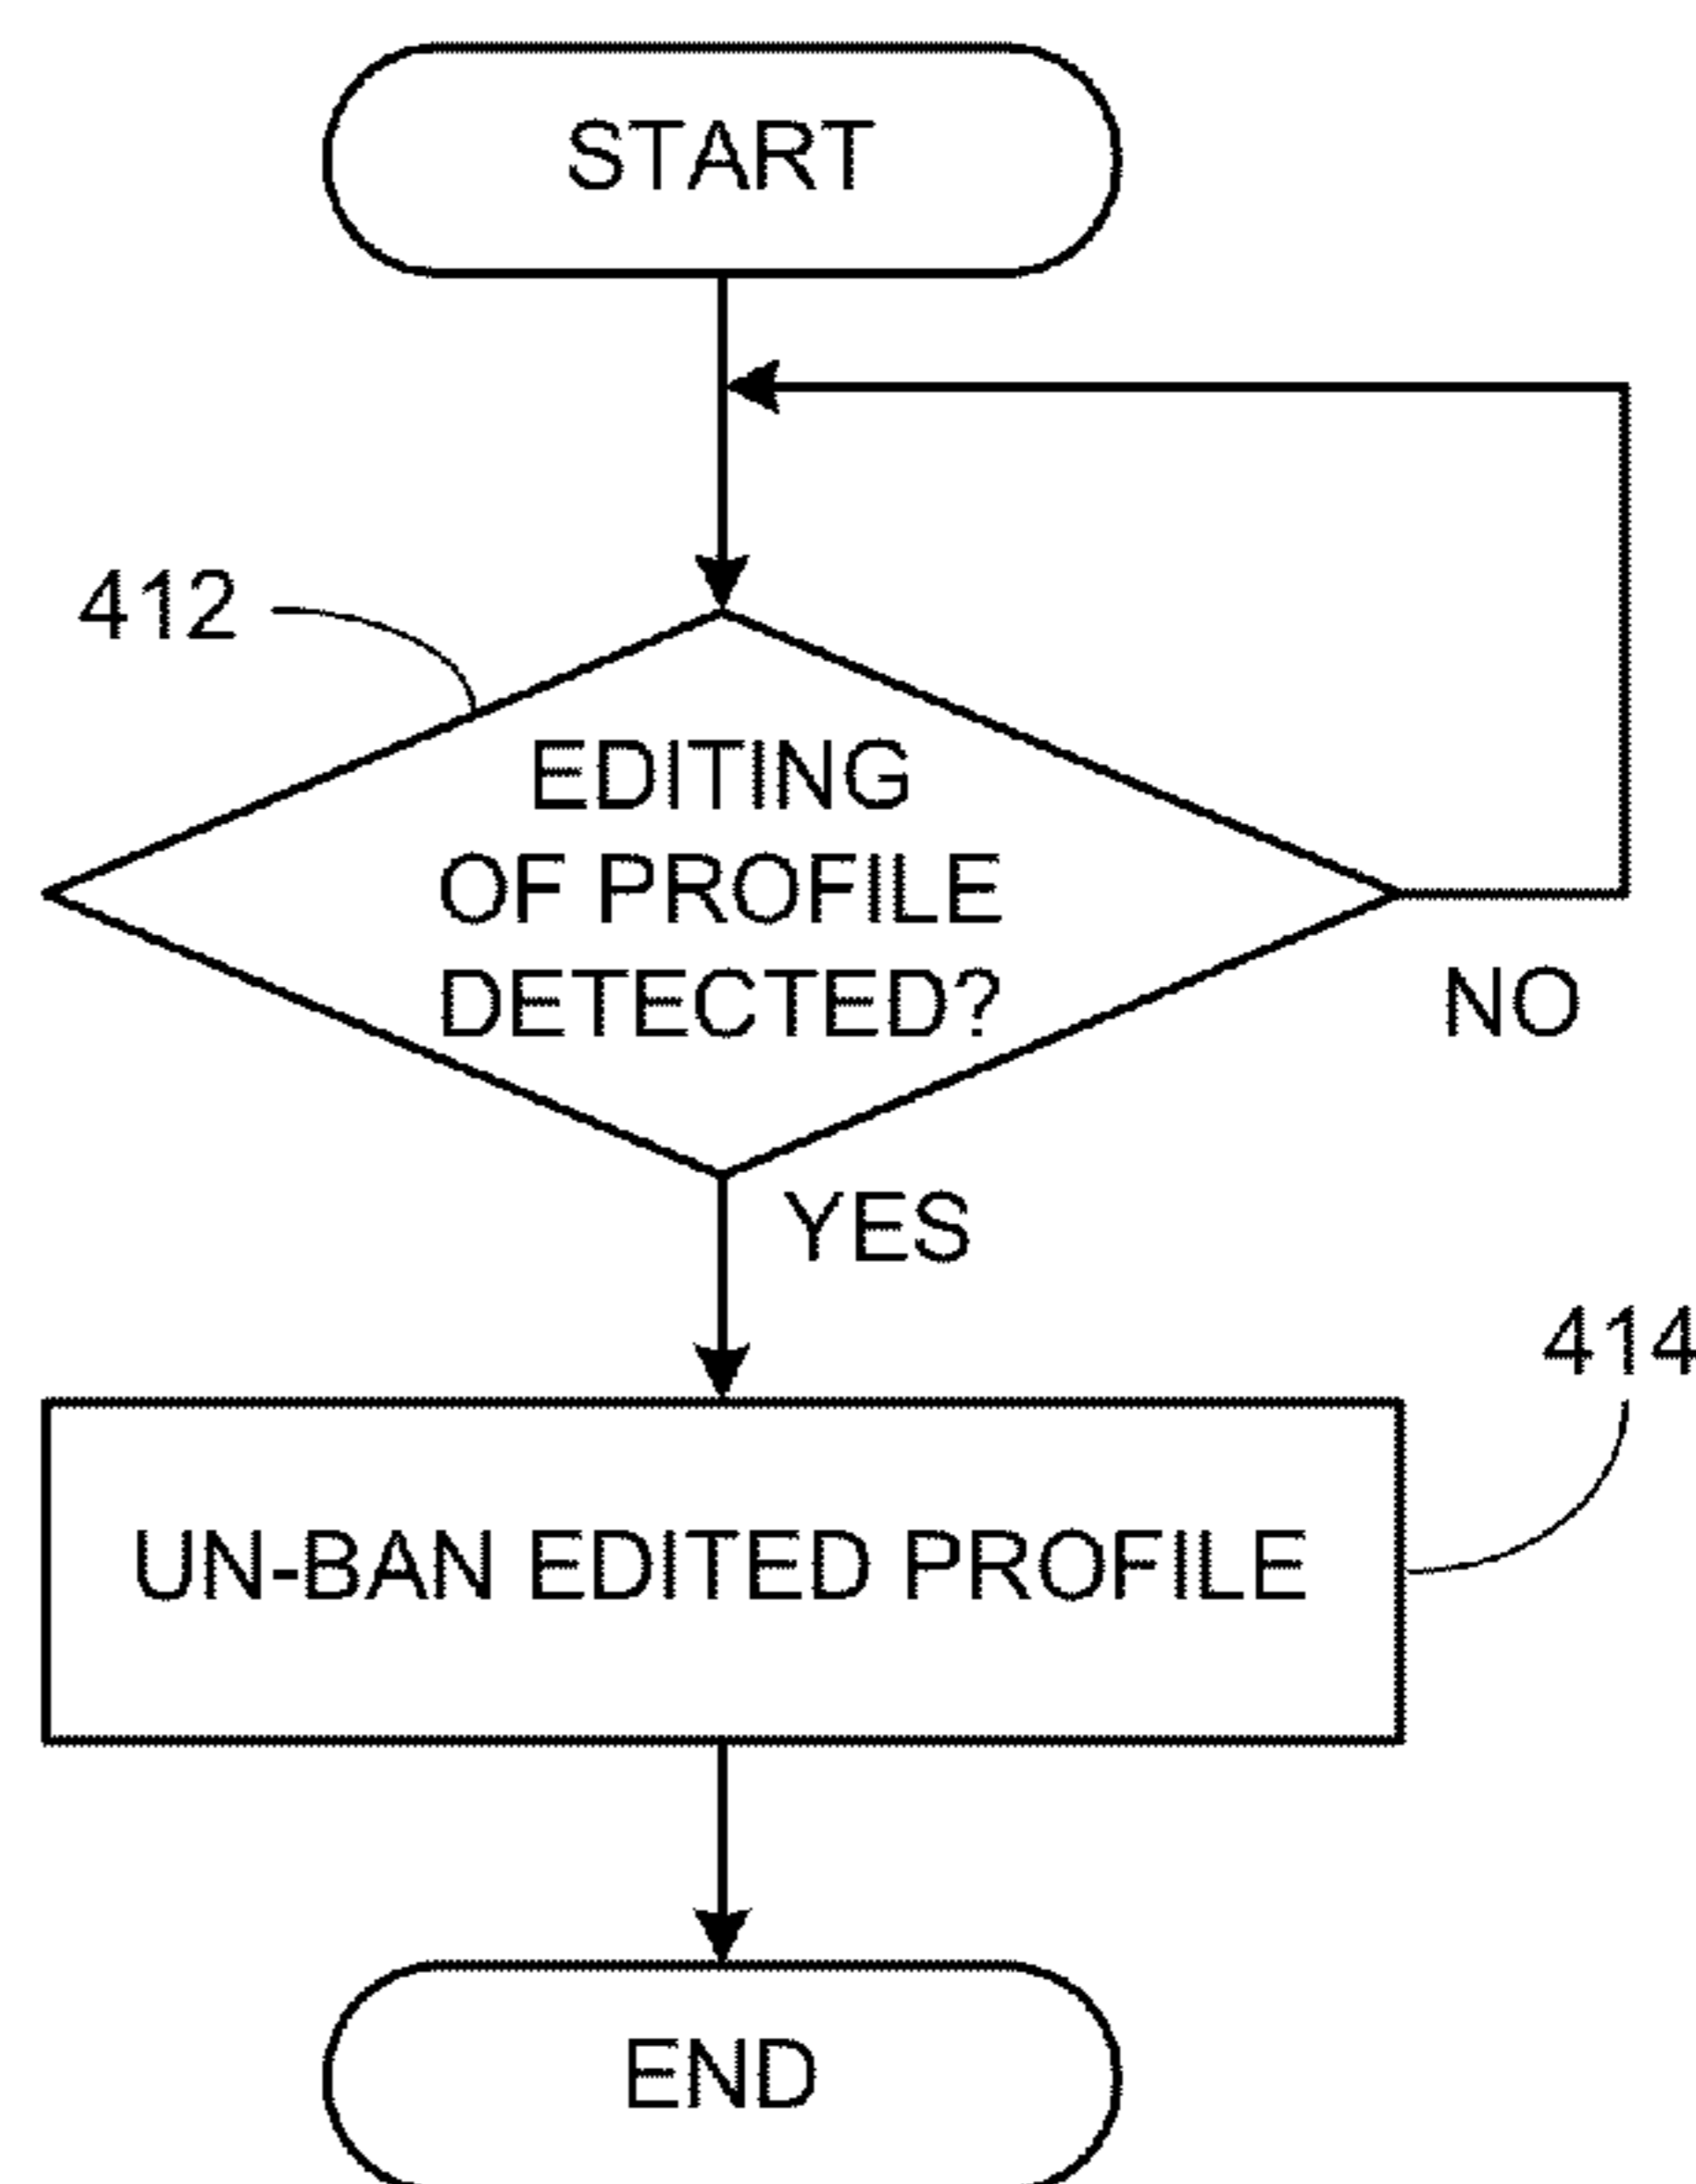 START
412
EDITING
OF PROFILE
DETECTED?
NO
YES
414
UN-BAN EDITED PROFILE
END